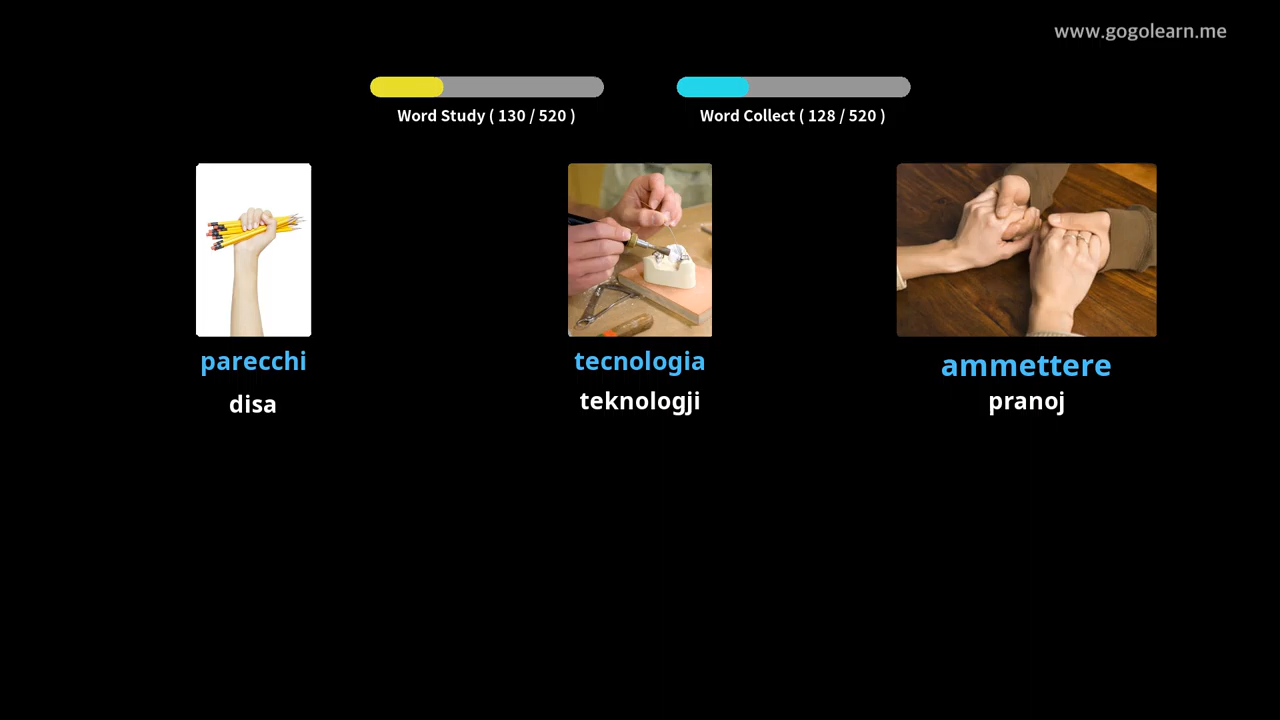 www.gogolearn.me
Word Study ( 130 / 520 )
Word Collect ( 128 / 520 )
parecchi
disa
tecnologia
teknologji
ammettere
pranoj